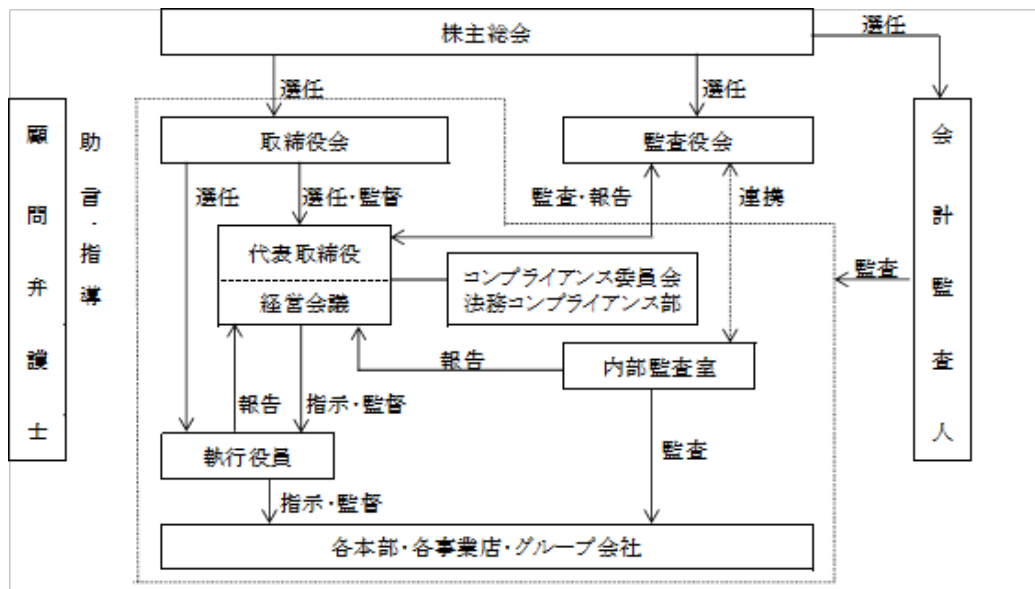 株主総会
選任
選任
選任
顧問弁護士
助言・指導
取締役会
監査役会
会計監査人
選任
選任・監督
監査・報告
連携
代表取締役
経営会議
コンプライアンス委員会
法務コンプライアンス部
監査
報告
内部監査室
報告
指示・監督
執行役員
監査
指示・監督
各本部・各事業店・グループ会社